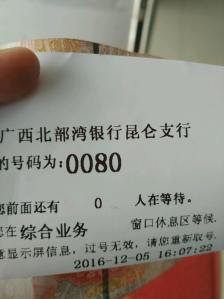 广西北部湾银行昆仑支行
的号码为:0080
您前面还有 0 人在等待。
在综合业务 窗口休息区等候.
意显示屏信息，过号无效，请您重新取号.
2016-12-05 16:07:22